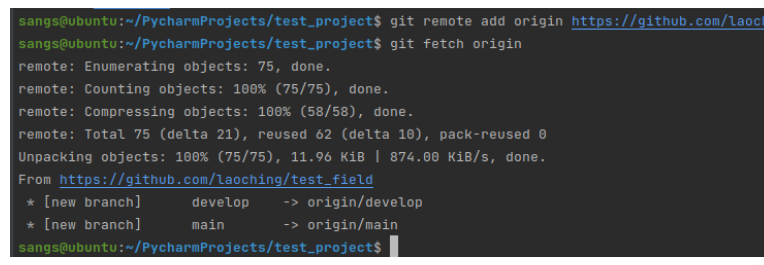 sangs@ubuntu:~/PycharmProjects/test_project$ git remote add origin https://github.com/laoch
sangs@ubuntu:~/PycharmProjects/test_project$ git fetch origin
remote: Enumerating objects: 75, done.
remote: Counting objects: 100% (75/75), done.
remote: Compressing objects: 100% (58/58), done.
remote: Total 75 (delta 21), reused 62 (delta 10), pack-reused 0
Unpacking objects: 100% (75/75), 11.96 KiB | 874.00 KiB/s, done.
From https://github.com/laoching/test_field
 * [new branch]      develop    -> origin/develop
 * [new branch]      main       -> origin/main
sangs@ubuntu:~/PycharmProjects/test_project$